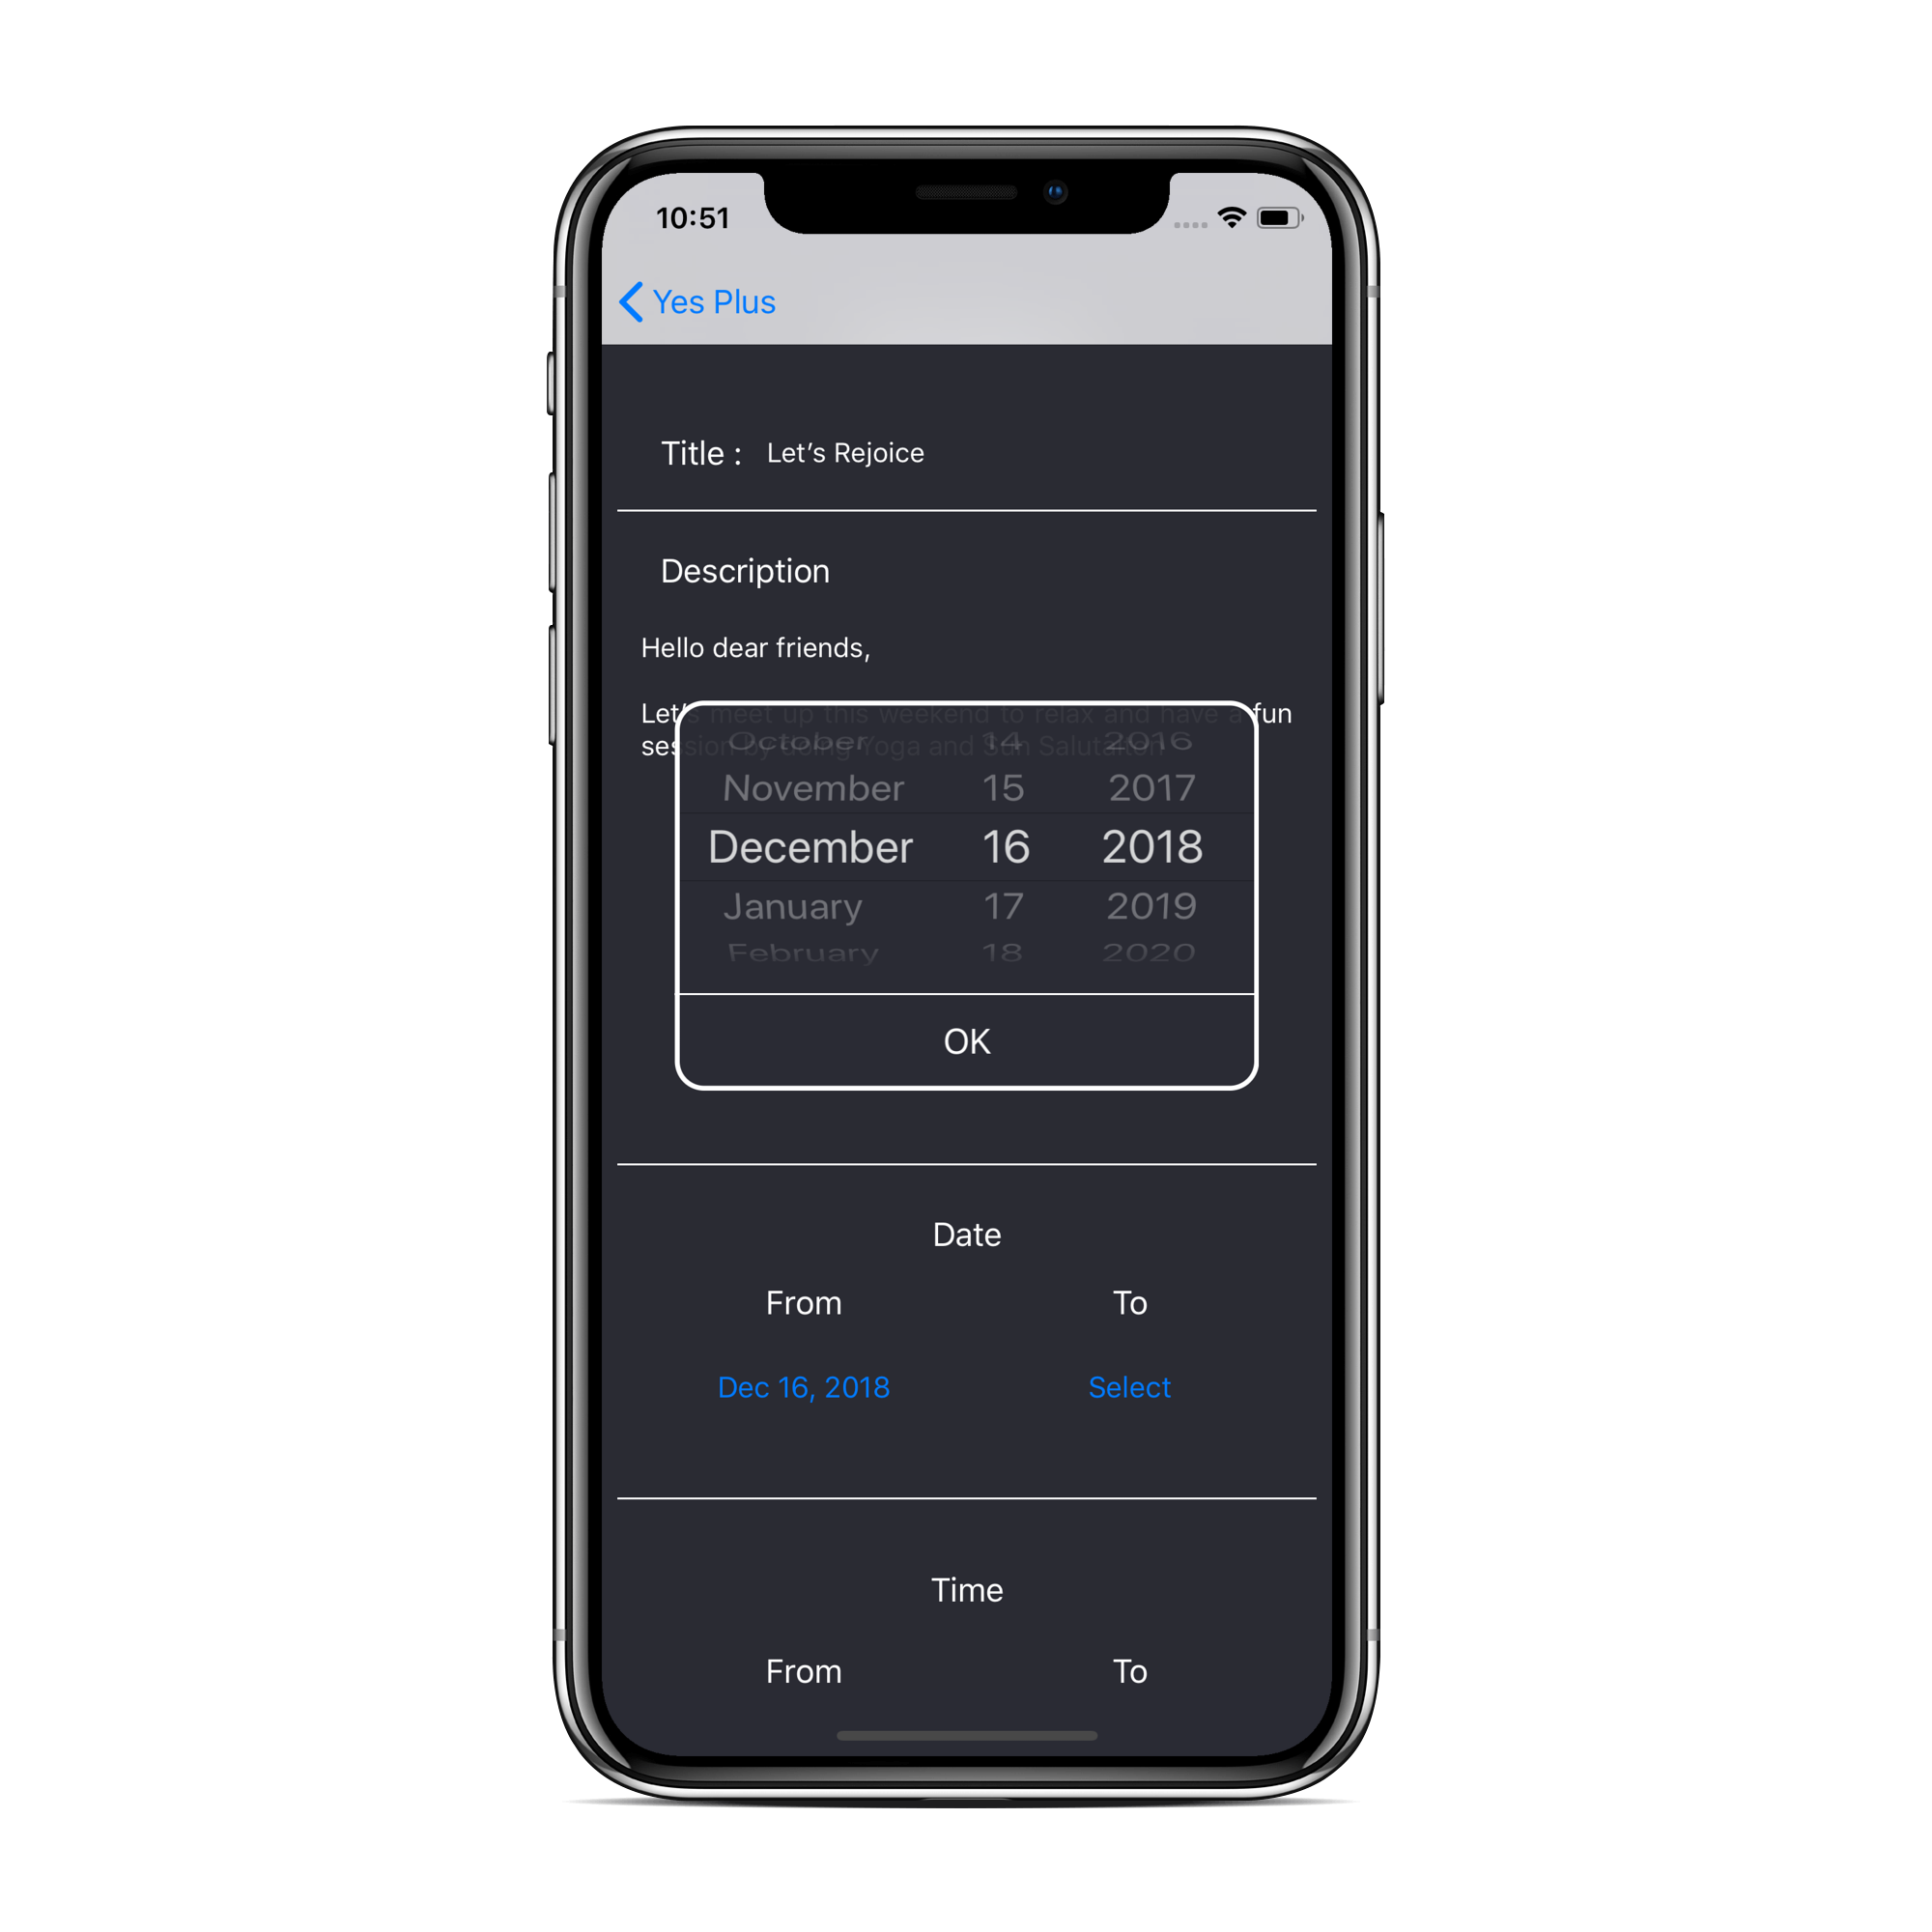 10:51
Yes Plus
Title : Let’s Rejoice
Description
Hello dear friends,
Let’s meet up this weekend to relax and have a fun
session by doing Yoga and Sun Salutaiton
October 14 2016
November 15 2017
December 16 2018
January 17 2019
February 18 2020
OK
Date
From To
Dec 16, 2018 Select
Time
From To